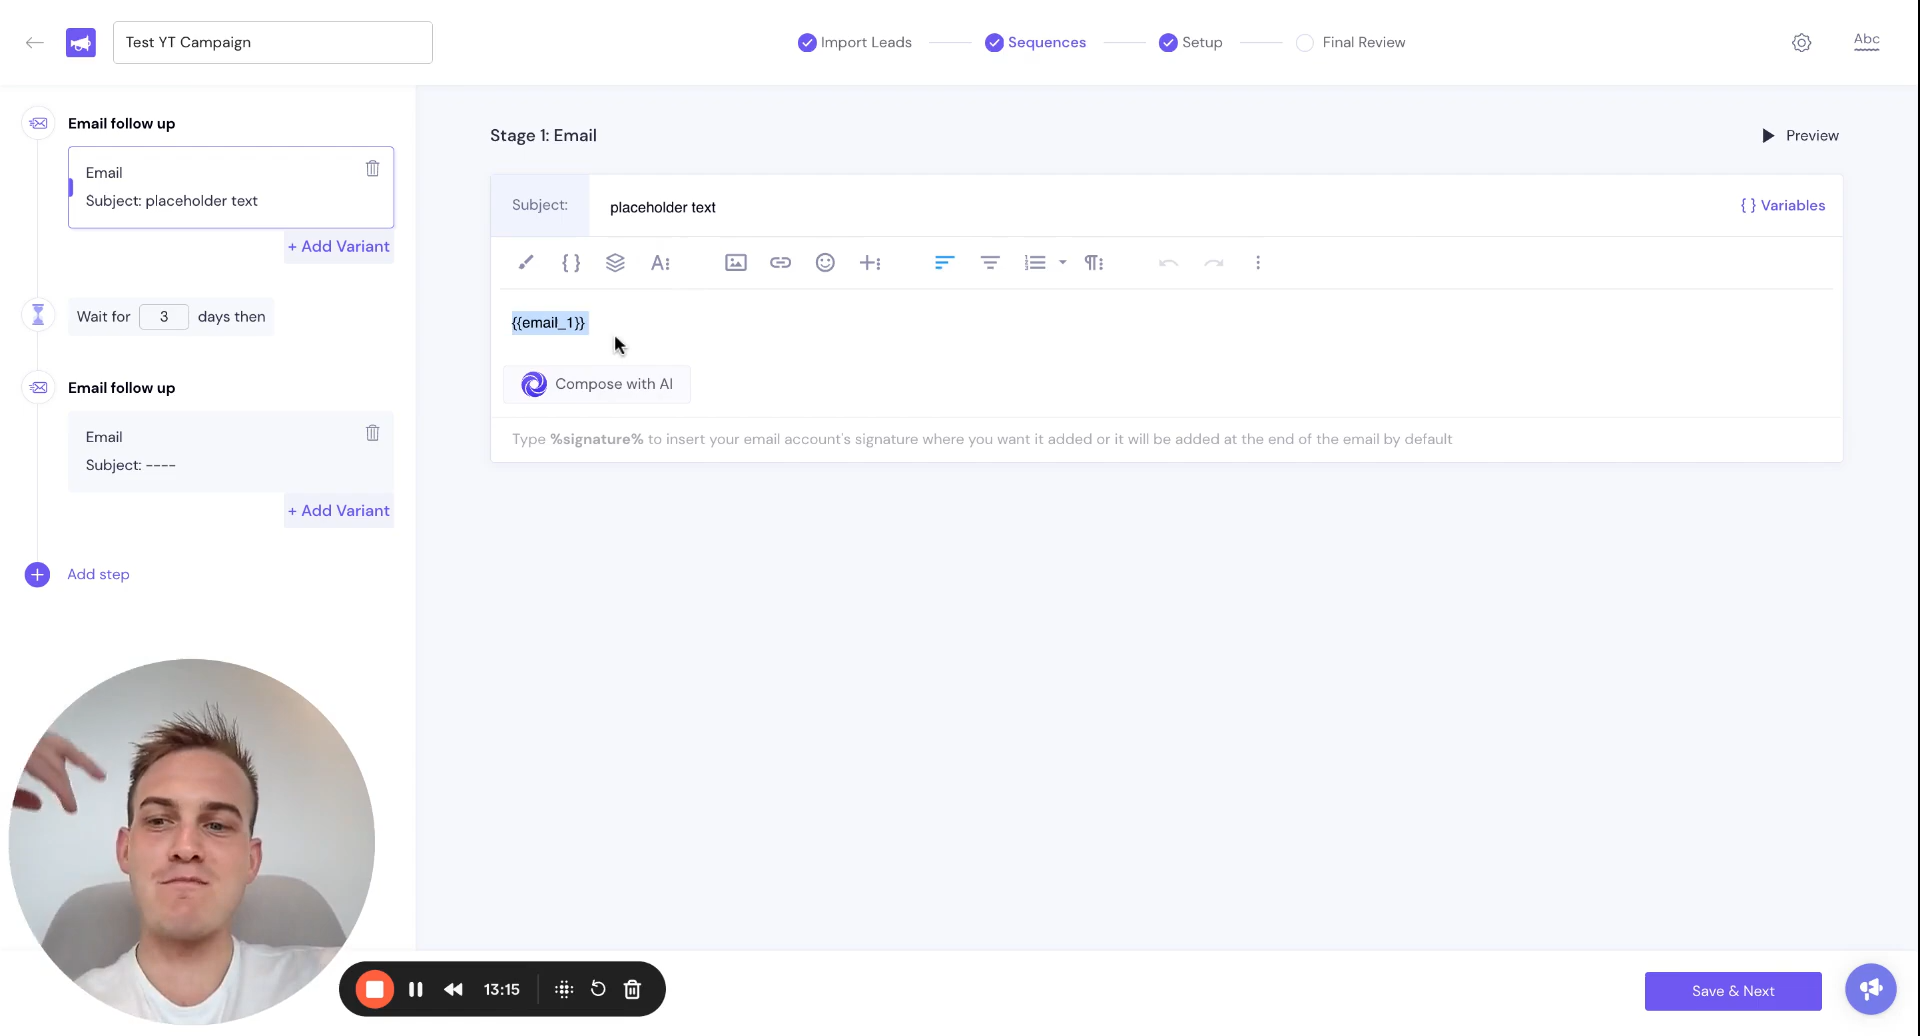 Test YT Campaign
Import Leads
Sequences
Setup
Final Review
Abc
Email follow up
Email
Subject: placeholder text
+ Add Variant
Wait for 3 days then
Email follow up
Email
Subject: ----
+ Add Variant
Add step
Stage 1: Email
Preview
Subject: placeholder text
{ } Variables
{{email_1}}
Compose with AI
Type %signature% to insert your email account's signature where you want it added or it will be added at the end of the email by default
13:15
Save & Next